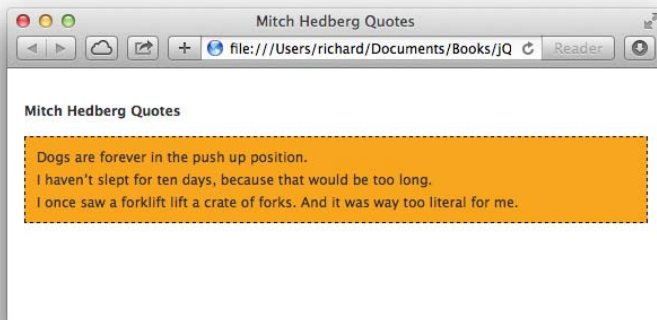 Mitch Hedberg Quotes
file:///Users/richard/Documents/Books/jQ
Reader
Mitch Hedberg Quotes
Dogs are forever in the push up position.
I haven't slept for ten days, because that would be too long.
I once saw a forklift lift a crate of forks. And it was way too literal for me.